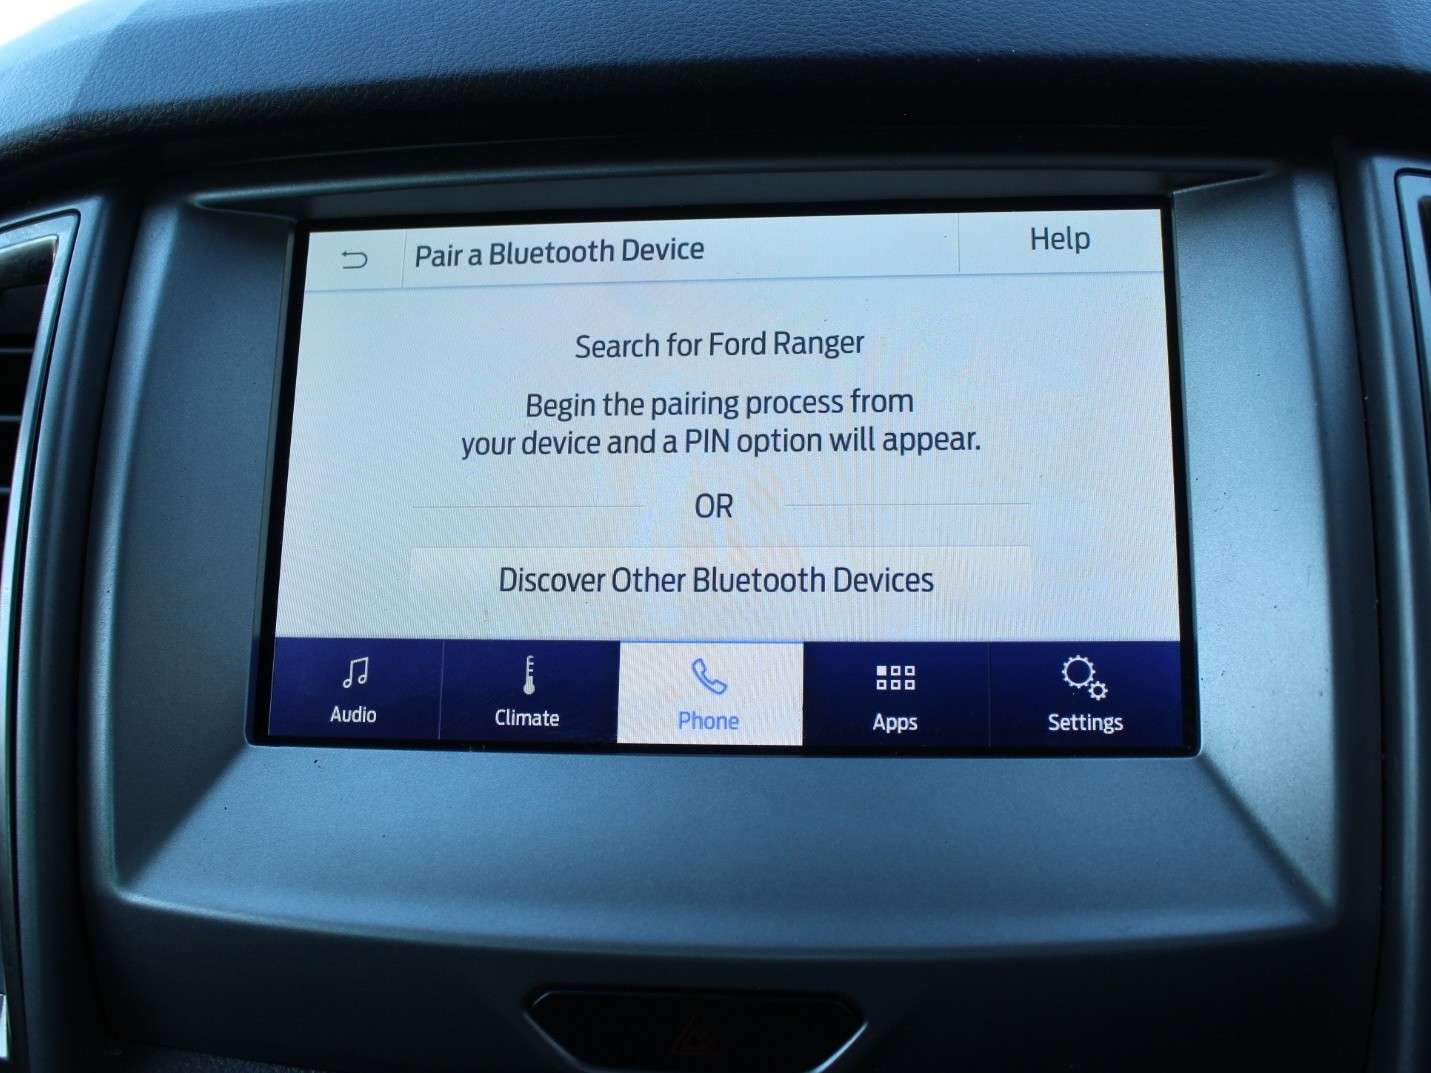 Pair a Bluetooth Device
Help
Search for Ford Ranger
Begin the pairing process from
your device and a PIN option will appear.
OR
Discover Other Bluetooth Devices
Audio
Climate
Phone
Apps
Settings